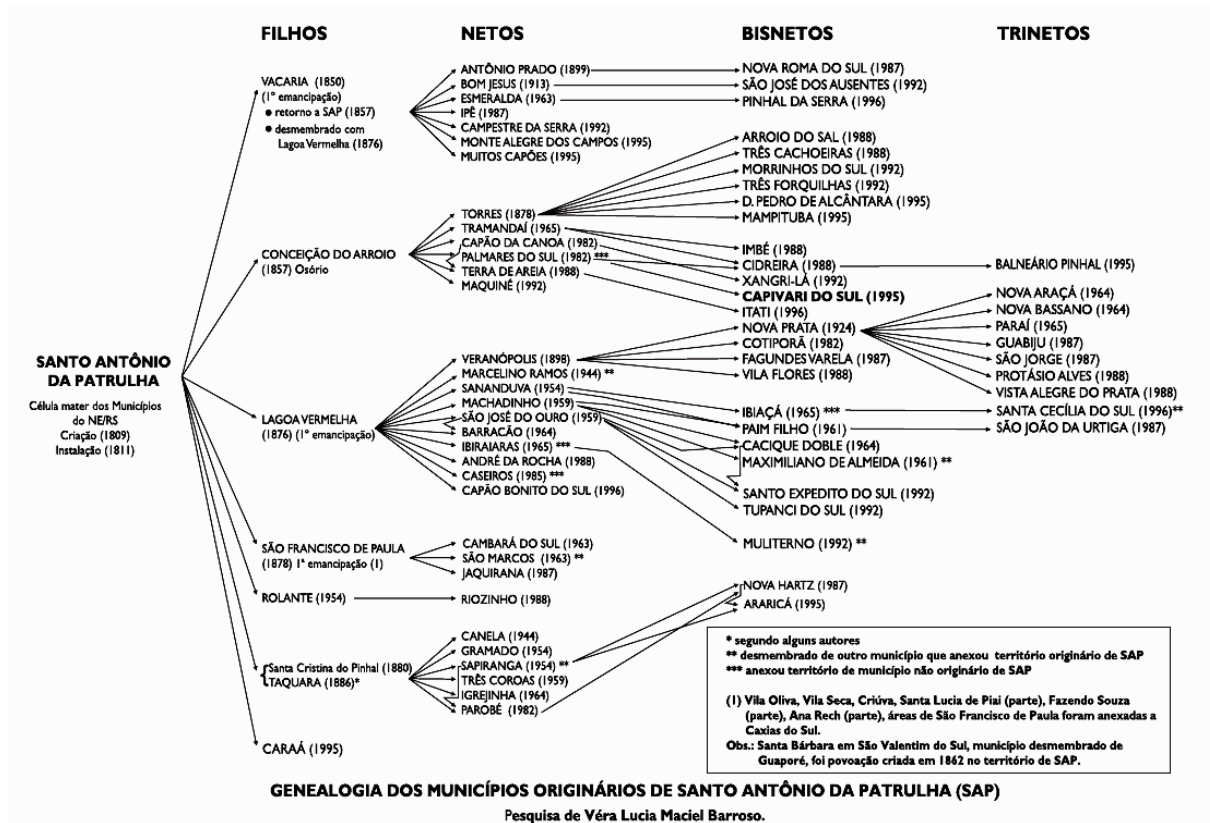 FILHOS
NETOS
BISNETOS
TRINETOS
SANTO ANTÔNIO
DA PATRULHA
Célula mater dos Municípios
do NE/RS
Criação (1809)
Instalação (1811)
VACARIA (1850)
(1ª emancipação)
● retorno a SAP (1857)
● desmembrado com
Lagoa Vermelha (1876)
CONCEIÇÃO DO ARROIO
(1857) Osório
LAGOA VERMELHA
(1876) (1ª emancipação)
SÃO FRANCISCO DE PAULA
(1878) 1ª emancipação (1)
ROLANTE (1954)
Santa Cristina do Pinhal (1880)
TAQUARA (1886)*
CARAÁ (1995)
ANTÔNIO PRADO (1899)
BOM JESUS (1913)
ESMERALDA (1963)
IPÊ (1987)
CAMPESTRE DA SERRA (1992)
MONTE ALEGRE DOS CAMPOS (1995)
MUITOS CAPÕES (1995)
TORRES (1878)
TRAMANDAÍ (1965)
CAPÃO DA CANOA (1982)
PALMARES DO SUL (1982) ***
TERRA DE AREIA (1988)
MAQUINÉ (1992)
VERANÓPOLIS (1898)
MARCELINO RAMOS (1944) **
SANANDUVA (1954)
MACHADINHO (1959)
SÃO JOSÉ DO OURO (1959)
BARRACÃO (1964)
IBIRAIARAS (1965) ***
ANDRÉ DA ROCHA (1988)
CASEIROS (1985) ***
CAPÃO BONITO DO SUL (1996)
CAMBARÁ DO SUL (1963)
SÃO MARCOS (1963) **
JAQUIRANA (1987)
RIOZINHO (1988)
CANELA (1944)
GRAMADO (1954)
SAPIRANGA (1954) **
TRÊS COROAS (1959)
IGREJINHA (1964)
PAROBÉ (1982)
NOVA ROMA DO SUL (1987)
SÃO JOSÉ DOS AUSENTES (1992)
PINHAL DA SERRA (1996)
ARROIO DO SAL (1988)
TRÊS CACHOEIRAS (1988)
MORRINHOS DO SUL (1992)
TRÊS FORQUILHAS (1992)
D. PEDRO DE ALCÂNTARA (1995)
MAMPITUBA (1995)
IMBÉ (1988)
CIDREIRA (1988)
XANGRI-LÁ (1992)
CAPIVARI DO SUL (1995)
ITATI (1996)
NOVA PRATA (1924)
COTIPORÃ (1982)
FAGUNDES VARELA (1987)
VILA FLORES (1988)
IBIAÇÁ (1965) ***
PAIM FILHO (1961)
CACIQUE DOBLE (1964)
MAXIMILIANO DE ALMEIDA (1961) **
SANTO EXPEDITO DO SUL (1992)
TUPANCI DO SUL (1992)
MULITERNO (1992) **
NOVA HARTZ (1987)
ARARICÁ (1995)
BALNEÁRIO PINHAL (1995)
NOVA ARAÇÁ (1964)
NOVA BASSANO (1964)
PARAÍ (1965)
GUABIJU (1987)
SÃO JORGE (1987)
PROTÁSIO ALVES (1988)
VISTA ALEGRE DO PRATA (1988)
SANTA CECÍLIA DO SUL (1996)**
SÃO JOÃO DA URTIGA (1987)
* segundo alguns autores
** desmembrado de outro município que anexou território originário de SAP
*** anexou território de município não originário de SAP
(1) Vila Oliva, Vila Seca, Criúva, Santa Lucia de Piai (parte), Fazendo Souza
(parte), Ana Rech (parte), áreas de São Francisco de Paula foram anexadas a
Caxias do Sul.
Obs.: Santa Bárbara em São Valentim do Sul, município desmembrado de
Guaporé, foi povoação criada em 1862 no território de SAP.
GENEALOGIA DOS MUNICÍPIOS ORIGINÁRIOS DE SANTO ANTÔNIO DA PATRULHA (SAP)
Pesquisa de Véra Lucia Maciel Barroso.